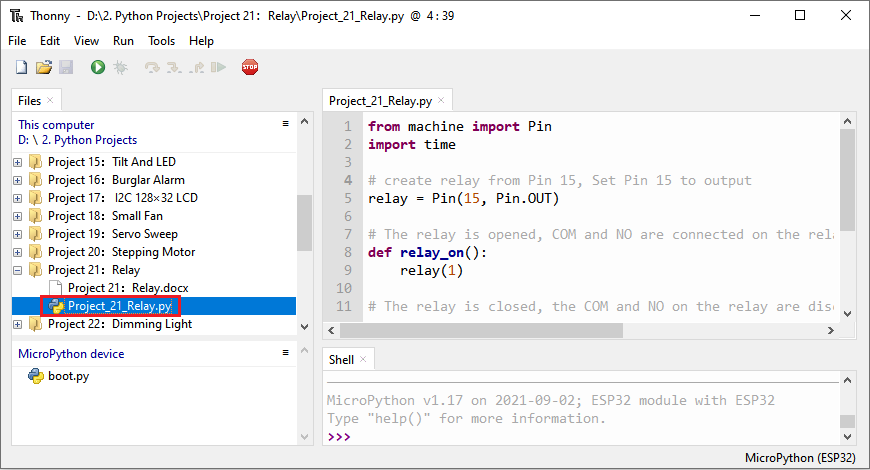 Thonny - D:\2. Python Projects\Project 21：Relay\Project_21_Relay.py @ 4:39
File Edit View Run Tools Help
STOP
Files
This computer
D: \ 2. Python Projects
Project 15：Tilt And LED
Project 16：Burglar Alarm
Project 17： I2C 128×32 LCD
Project 18：Small Fan
Project 19：Servo Sweep
Project 20：Stepping Motor
Project 21：Relay
Project 21：Relay.docx
Project_21_Relay.py
Project 22：Dimming Light
MicroPython device
boot.py
Project_21_Relay.py
1 from machine import Pin
2 import time
3
4 # create relay from Pin 15, Set Pin 15 to output
5 relay = Pin(15, Pin.OUT)
6
7 # The relay is opened, COM and NO are connected on the rela
8 def relay_on():
9 relay(1)
10
11 # The relay is closed, the COM and NO on the relay are disc
Shell
MicroPython v1.17 on 2021-09-02; ESP32 module with ESP32
Type "help()" for more information.
>>>
MicroPython (ESP32)